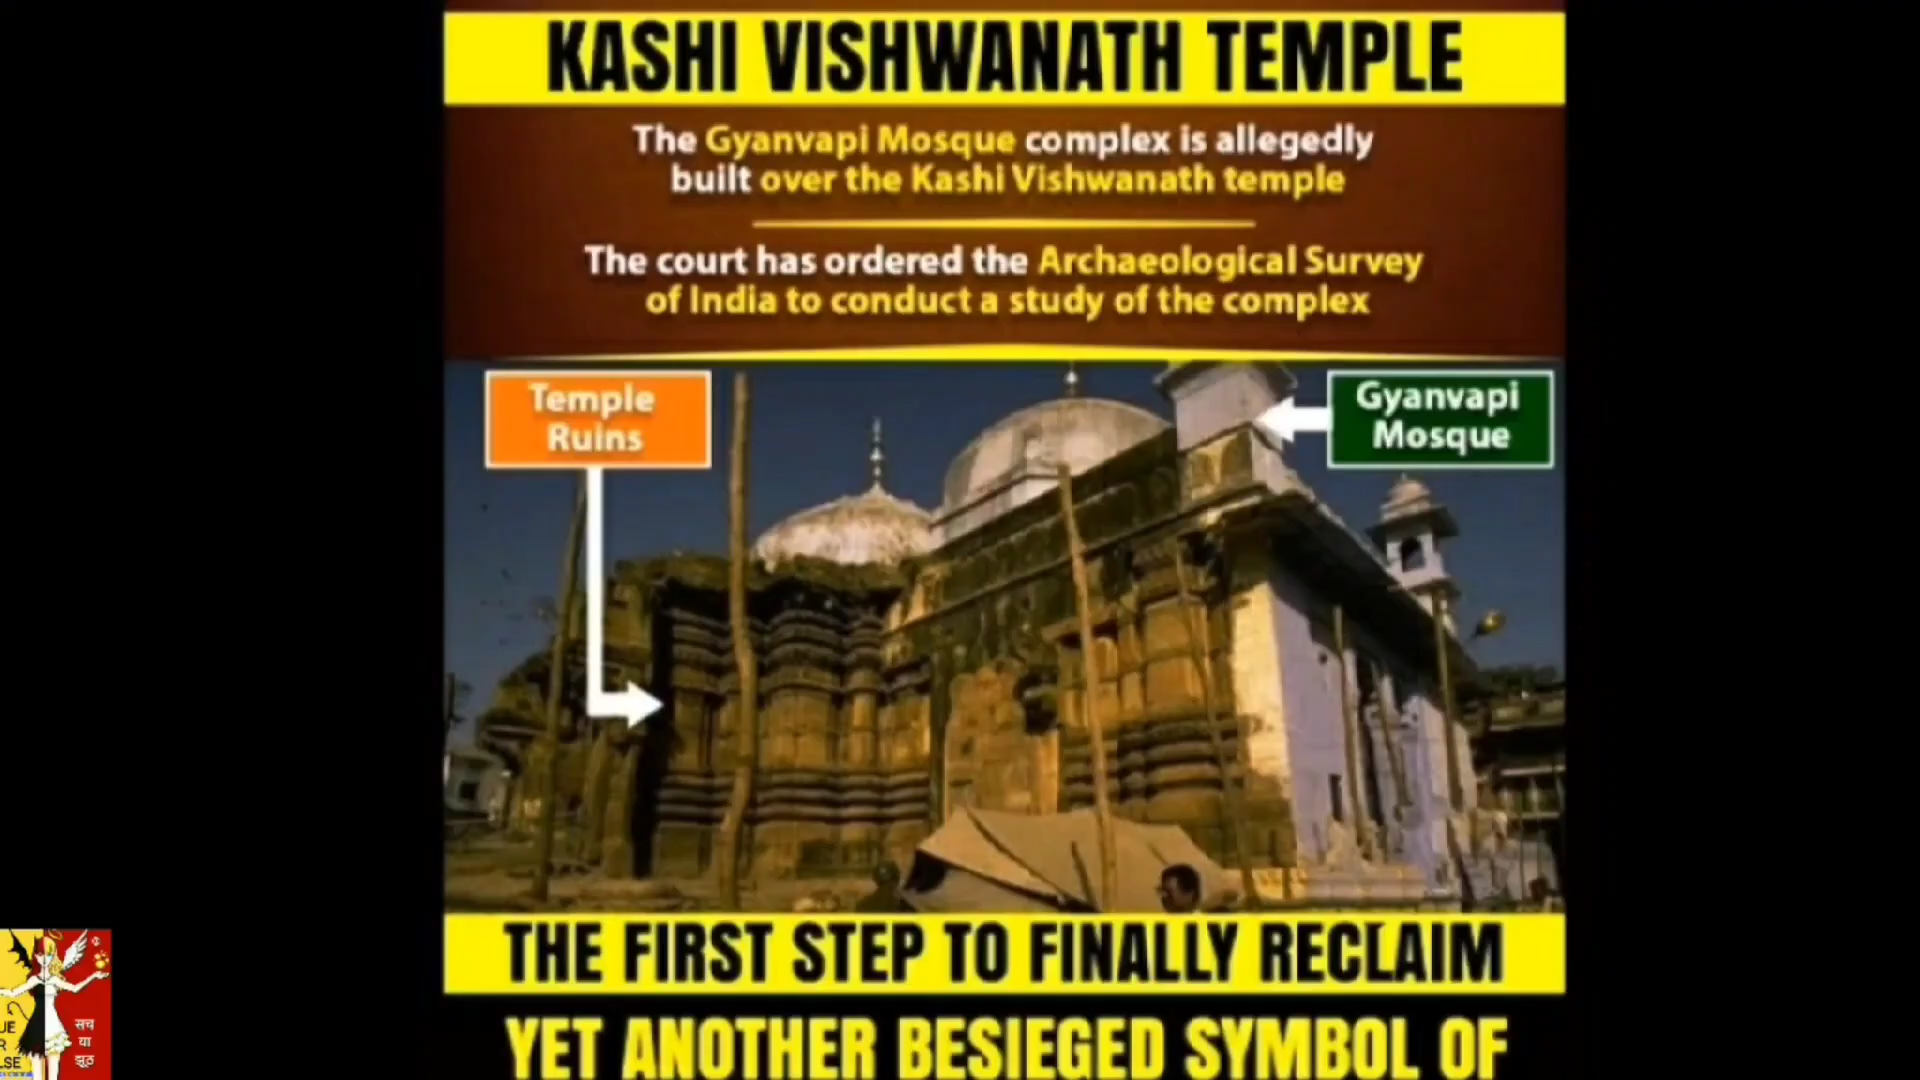 KASHI VISHWANATH TEMPLE
The Gyanvapi Mosque complex is allegedly
built over the Kashi Vishwanath temple
The court has ordered the Archaeological Survey
of India to conduct a study of the complex
Temple
Ruins
Gyanvapi
Mosque
THE FIRST STEP TO FINALLY RECLAIM
YET ANOTHER BESIEGED SYMBOL OF
सच
या
झूठ